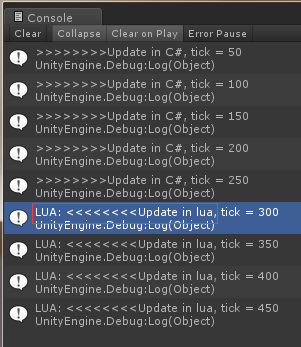 Console
Clear Collapse Clear on Play Error Pause
>>>>>>>>Update in C#, tick = 50
UnityEngine.Debug:Log(Object)
>>>>>>>>Update in C#, tick = 100
UnityEngine.Debug:Log(Object)
>>>>>>>>Update in C#, tick = 150
UnityEngine.Debug:Log(Object)
>>>>>>>>Update in C#, tick = 200
UnityEngine.Debug:Log(Object)
>>>>>>>>Update in C#, tick = 250
UnityEngine.Debug:Log(Object)
LUA: <<<<<<<<Update in lua, tick = 300
UnityEngine.Debug:Log(Object)
LUA: <<<<<<<<Update in lua, tick = 350
UnityEngine.Debug:Log(Object)
LUA: <<<<<<<<Update in lua, tick = 400
UnityEngine.Debug:Log(Object)
LUA: <<<<<<<<Update in lua, tick = 450
UnityEngine.Debug:Log(Object)